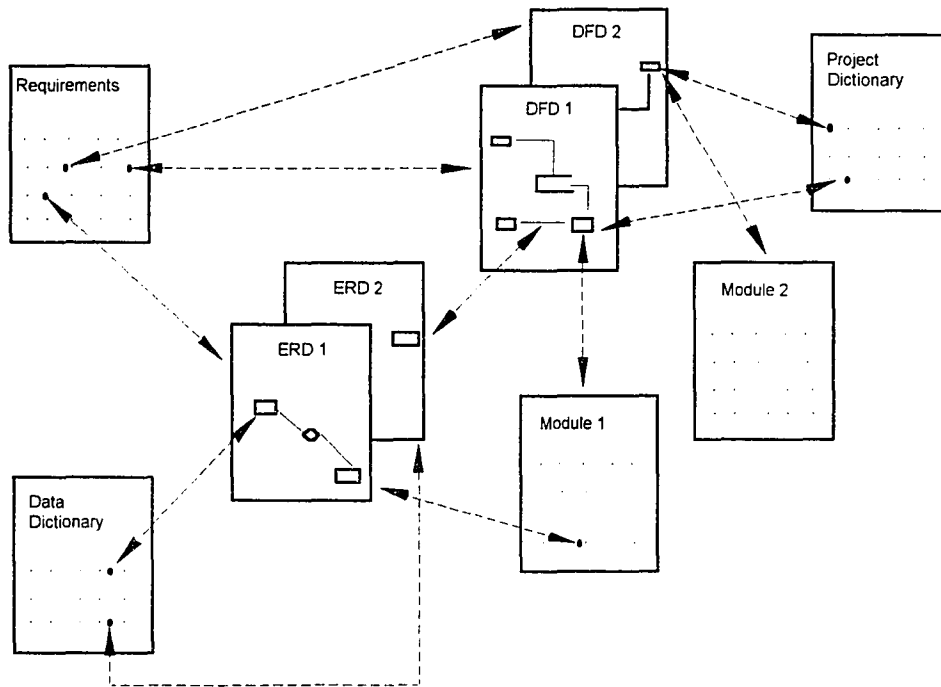 DFD 2
Project
Dictionary
Requirements
DFD 1
ERD 2
Module 2
ERD 1
Module 1
Data
Dictionary